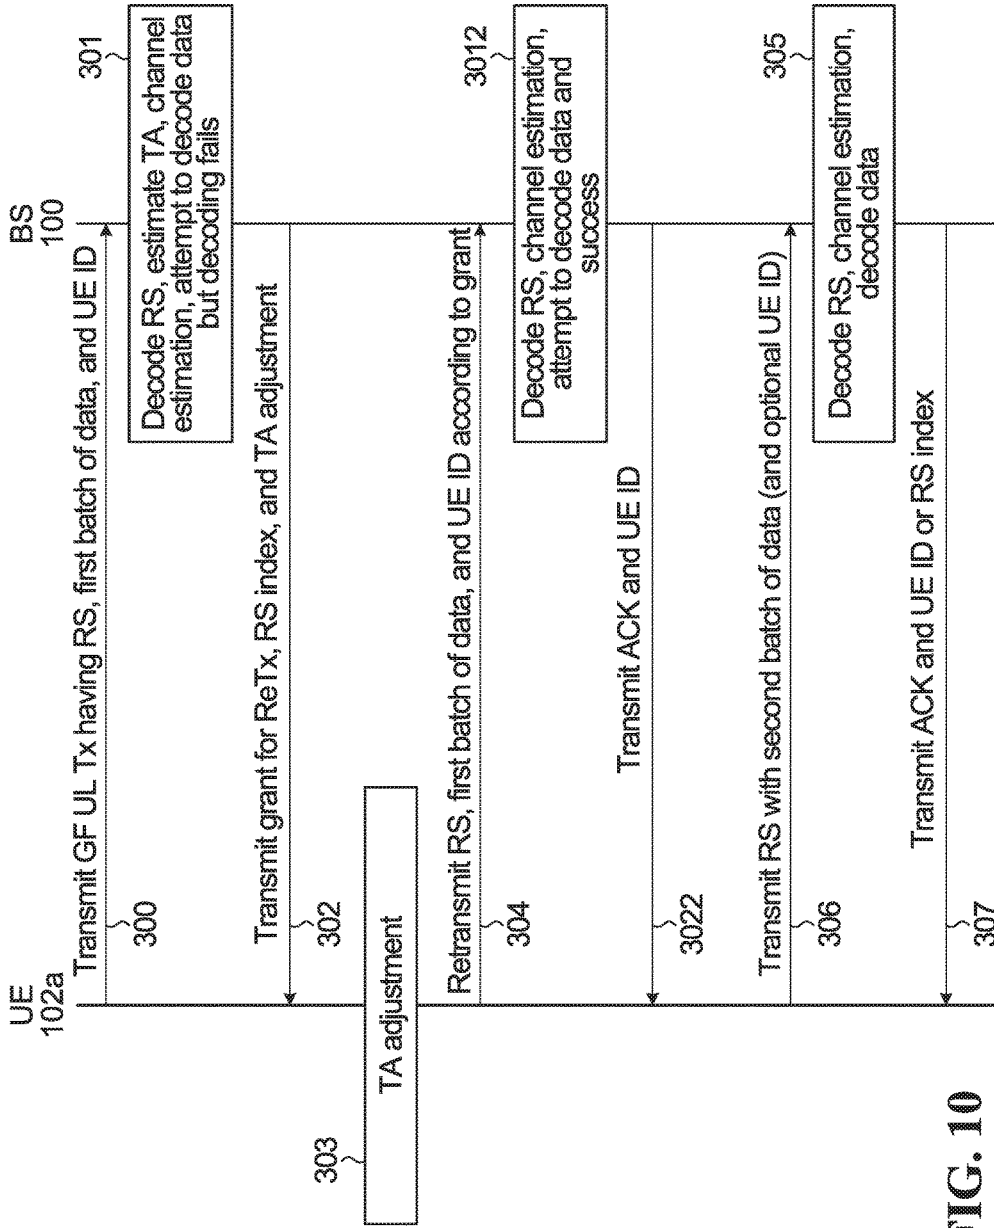 UE
102a
BS
100
Transmit GF UL Tx having RS, first batch of data, and UE ID
300
301
Decode RS, estimate TA, channel
estimation, attempt to decode data
but decoding fails
Transmit grant for ReTx, RS index, and TA adjustment
302
303
TA adjustment
Retransmit RS, first batch of data, and UE ID according to grant
304
3012
Decode RS, channel estimation,
attempt to decode data and
success
Transmit ACK and UE ID
3022
Transmit RS with second batch of data (and optional UE ID)
306
305
Decode RS, channel estimation,
decode data
Transmit ACK and UE ID or RS index
307
FIG. 10